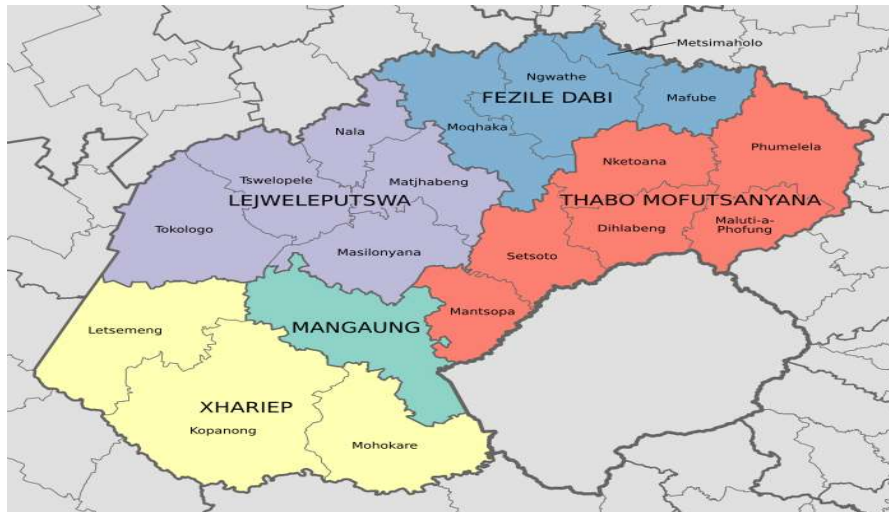 Metsimaholo
Ngwathe
FEZILE DABI
Mafube
Moqhaka
Nala
Nketoana
Phumelela
Tswelopele
Matjhabeng
LEJWELEPUTSWA
THABO MOFUTSANYANA
Tokologo
Masilonyana
Setsoto
Dihlabeng
Maluti-a-
Phofung
Mantsopa
Letsemeng
MANGAUNG
XHARIEP
Kopanong
Mohokare